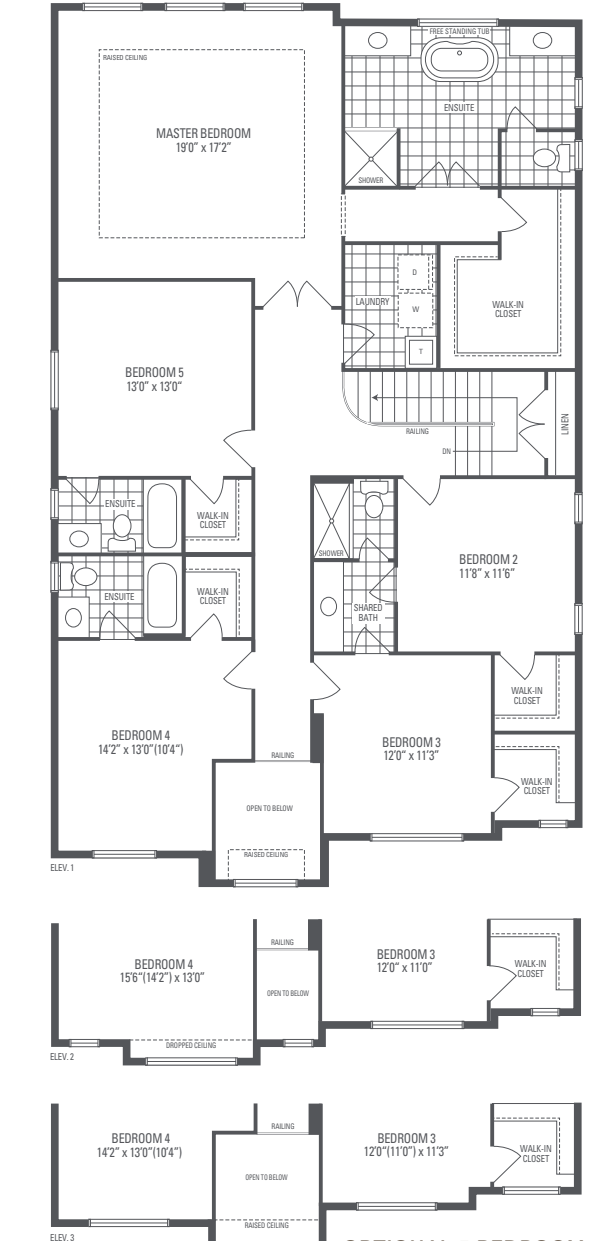 FREE STANDING TUB
RAISED CEILING
ENSUITE
MASTER BEDROOM
19'0" x 17'2"
SHOWER
D
LAUNDRY
W
WALK-IN
CLOSET
T
BEDROOM 5
13'0" x 13'0"
RAILING
LINEN
DN
ENSUITE
WALK-IN
CLOSET
SHOWER
BEDROOM 2
11'8" x 11'6"
ENSUITE
WALK-IN
CLOSET
SHARED
BATH
WALK-IN
CLOSET
BEDROOM 4
14'2" x 13'0"(10'4")
BEDROOM 3
12'0" x 11'3"
RAILING
WALK-IN
CLOSET
OPEN TO BELOW
RAISED CEILING
ELEV. 1
RAILING
BEDROOM 4
15'6"(14'2") x 13'0"
BEDROOM 3
12'0" x 11'0"
WALK-IN
CLOSET
OPEN TO BELOW
DROPPED CEILING
ELEV. 2
RAILING
BEDROOM 4
14'2" x 13'0"(10'4")
BEDROOM 3
12'0"(11'0") x 11'3"
WALK-IN
CLOSET
OPEN TO BELOW
RAISED CEILING
ELEV. 3